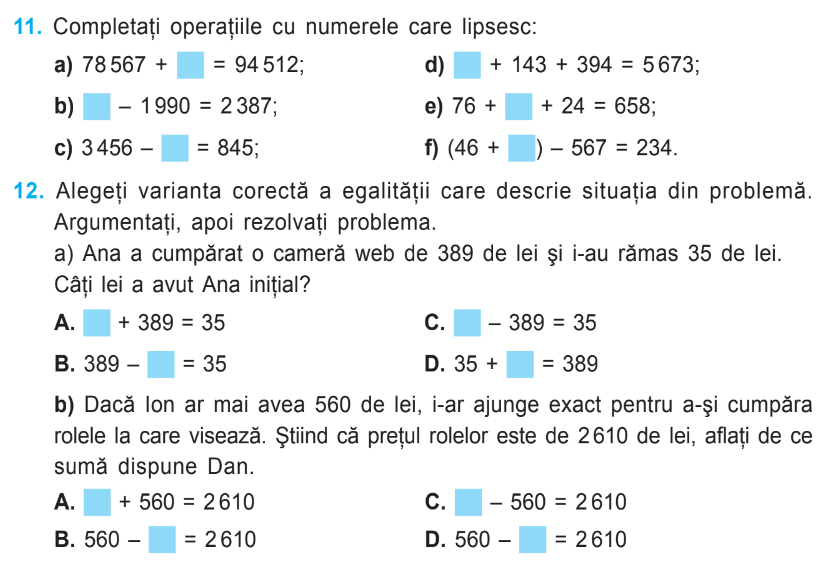 11. Completați operațiile cu numerele care lipsesc:
a) 78 567 + = 94 512;
d) + 143 + 394 = 5 673;
b) – 1 990 = 2 387;
e) 76 + + 24 = 658;
c) 3 456 – = 845;
f) (46 + ) – 567 = 234.
12. Alegeți varianta corectă a egalității care descrie situația din problemă.
Argumentați, apoi rezolvați problema.
a) Ana a cumpărat o cameră web de 389 de lei şi i-au rămas 35 de lei.
Câți lei a avut Ana inițial?
A. + 389 = 35
C. – 389 = 35
B. 389 – = 35
D. 35 + = 389
b) Dacă Ion ar mai avea 560 de lei, i-ar ajunge exact pentru a-şi cumpăra
rolele la care visează. Ştiind că prețul rolelor este de 2 610 de lei, aflați de ce
sumă dispune Dan.
A. + 560 = 2 610
C. – 560 = 2 610
B. 560 – = 2 610
D. 560 – = 2 610